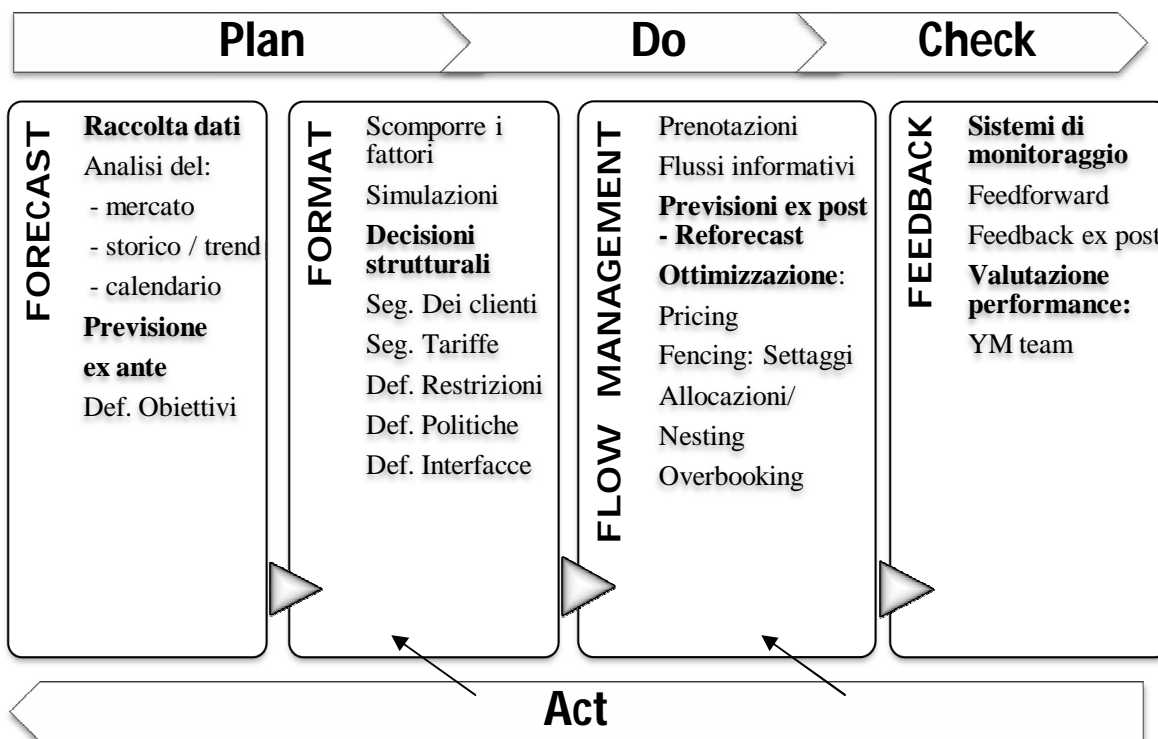 Plan
Do
Check
FORECAST
Raccolta dati
Analisi del:
- mercato
- storico / trend
- calendario
Previsione
ex ante
Def. Obiettivi
FORMAT
Scomporre i
fattori
Simulazioni
Decisioni
strutturali
Seg. Dei clienti
Seg. Tariffe
Def. Restrizioni
Def. Politiche
Def. Interfacce
FLOW MANAGEMENT
Prenotazioni
Flussi informativi
Previsioni ex post
- Reforecast
Ottimizzazione:
Pricing
Fencing: Settaggi
Allocazioni/
Nesting
Overbooking
FEEDBACK
Sistemi di
monitoraggio
Feedforward
Feedback ex post
Valutazione
performance:
YM team
Act